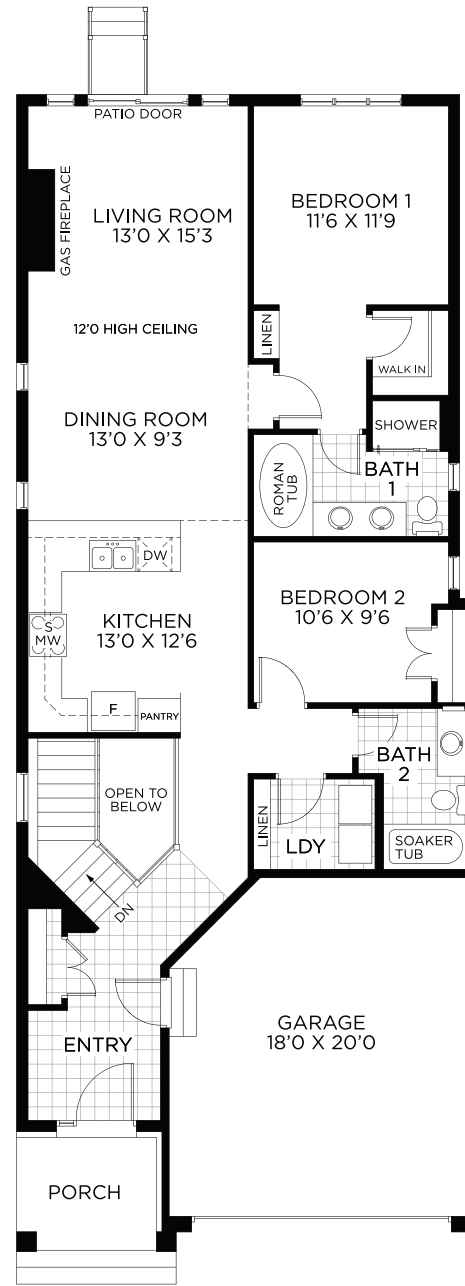 PATIO DOOR
GAS FIREPLACE
LIVING ROOM
13'0 X 15'3
BEDROOM 1
11'6 X 11'9
12'0 HIGH CEILING
LINEN
WALK IN
DINING ROOM
13'0 X 9'3
SHOWER
BATH
1
ROMAN
TUB
DW
KITCHEN
13'0 X 12'6
S
MW
BEDROOM 2
10'6 X 9'6
F
PANTRY
BATH
2
OPEN TO
BELOW
LINEN
LDY
SOAKER
TUB
DN
ENTRY
GARAGE
18'0 X 20'0
PORCH